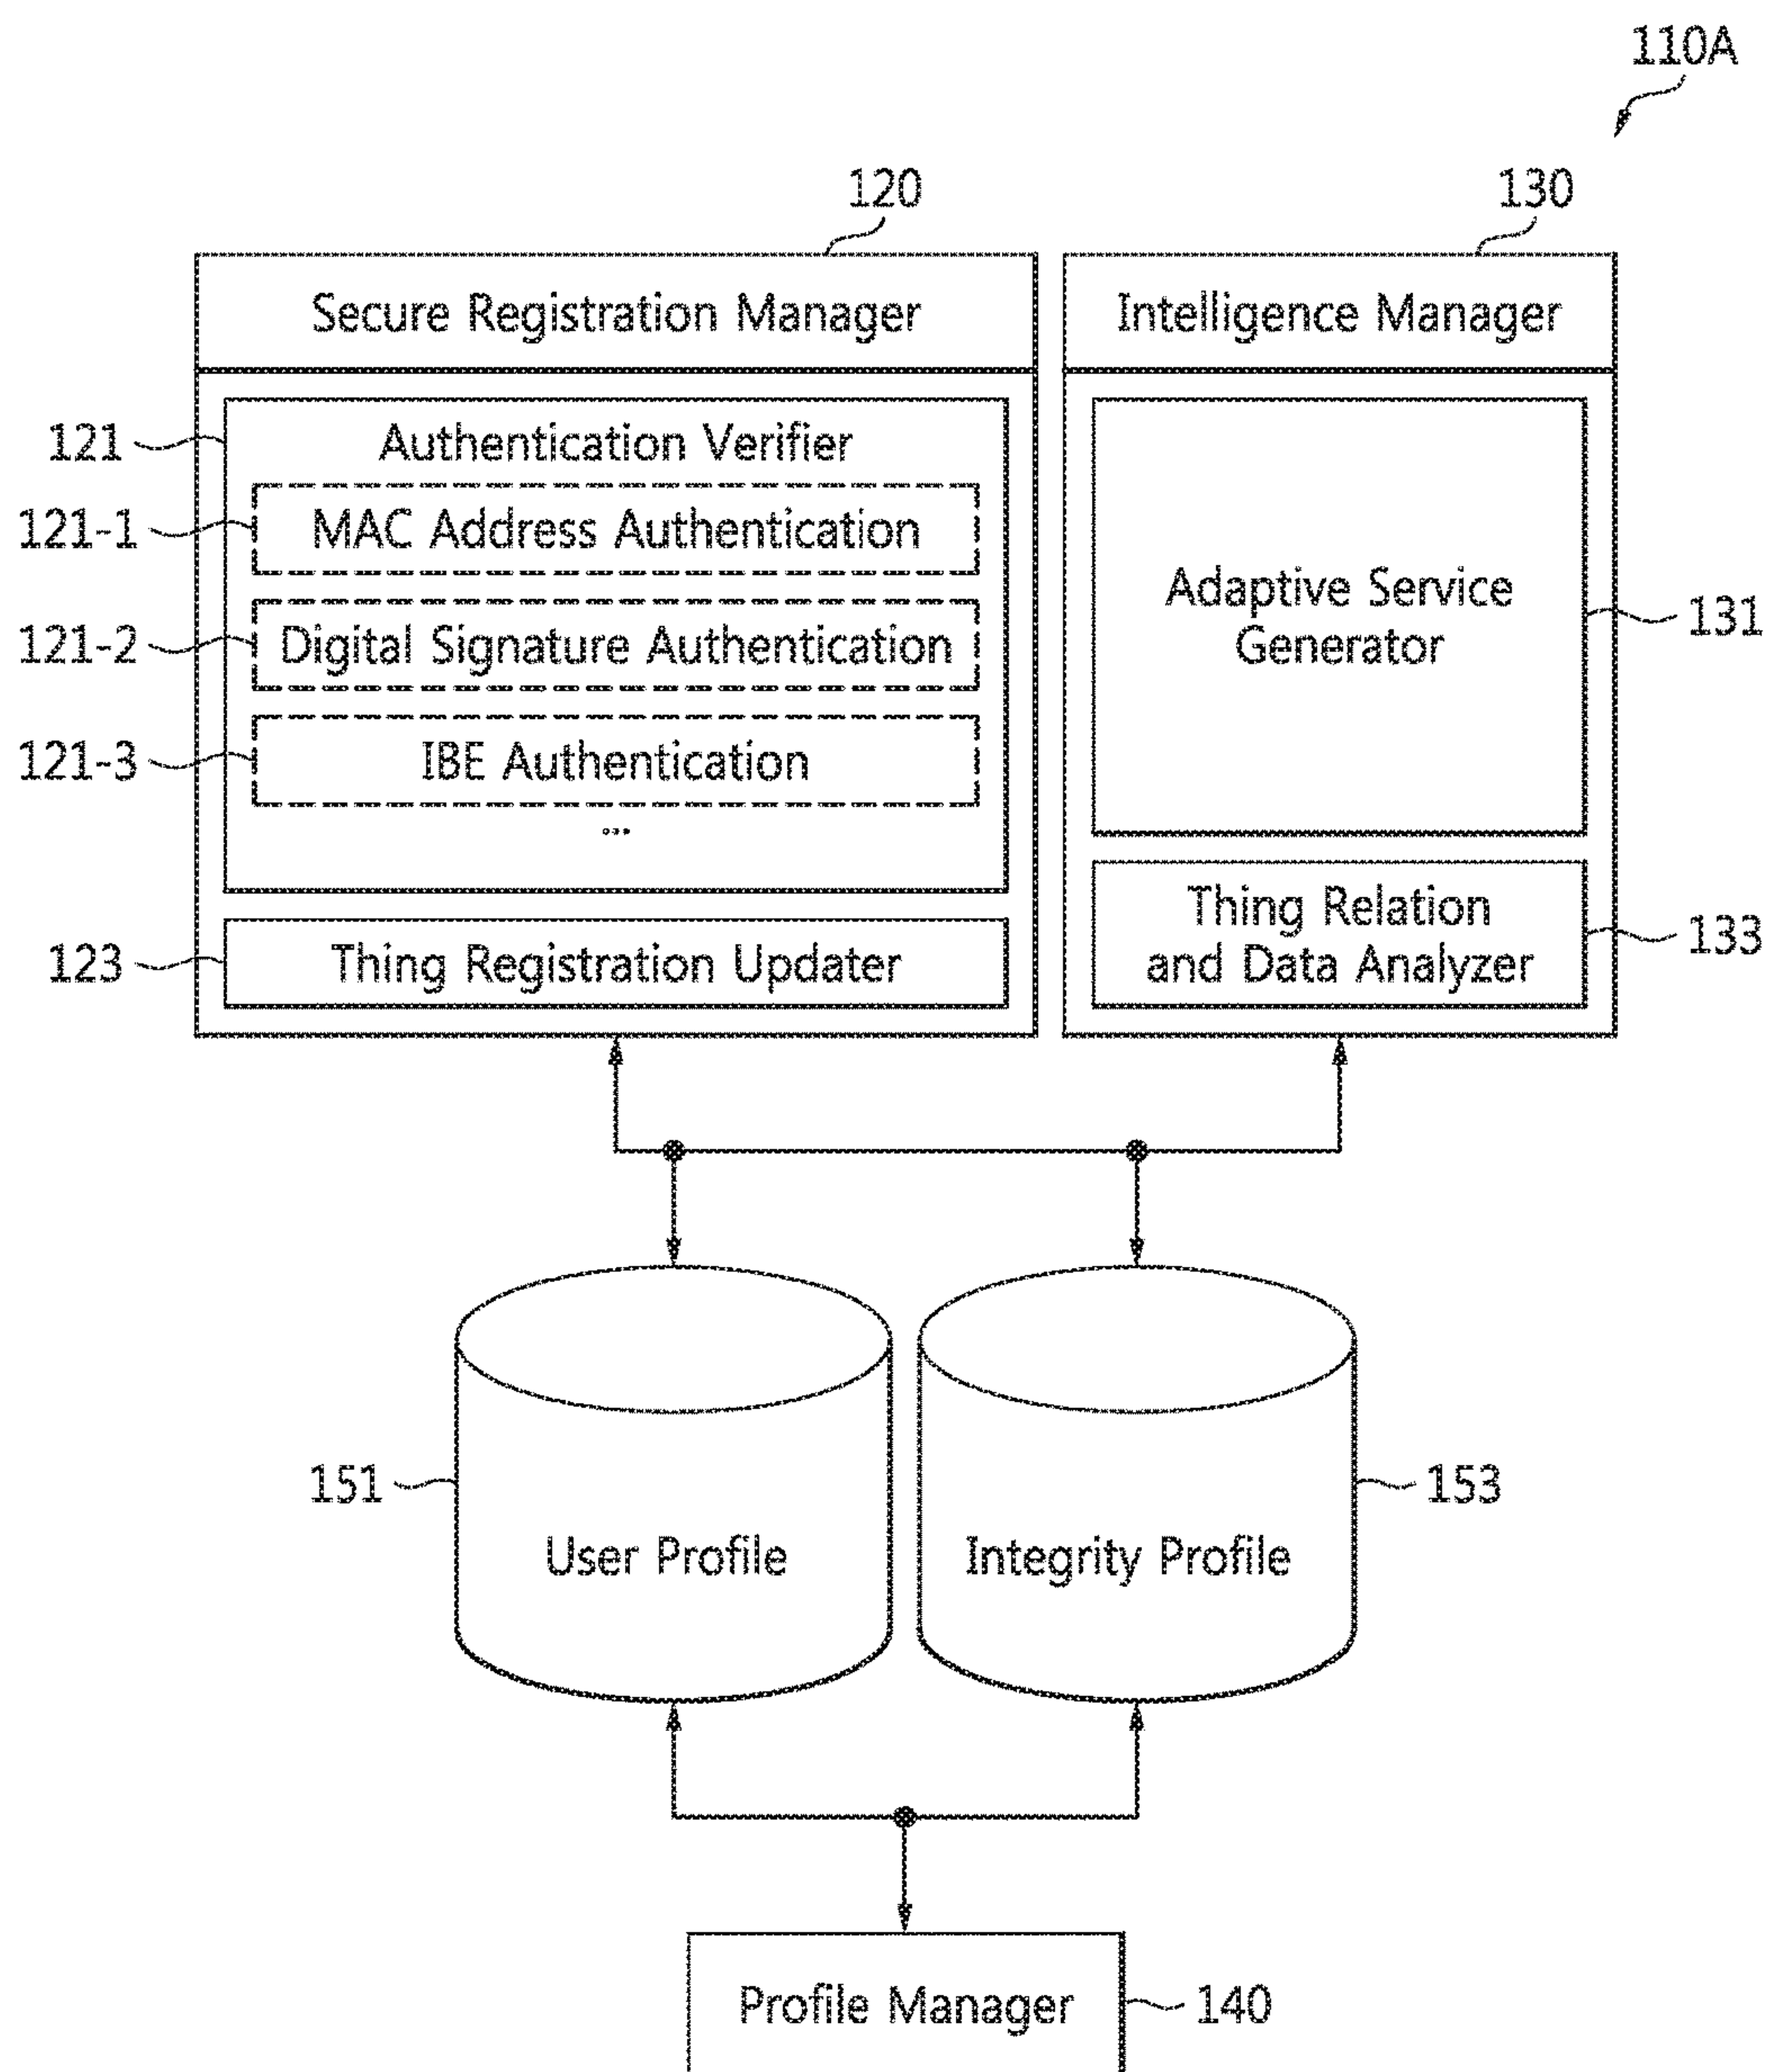 110A
120
130
Secure Registration Manager
Intelligence Manager
121
Authentication Verifier
121-1
MAC Address Authentication
121-2
Digital Signature Authentication
121-3
IBE Authentication
...
Adaptive Service
Generator
131
123
Thing Registration Updater
Thing Relation
and Data Analyzer
133
151
User Profile
Integrity Profile
153
Profile Manager
140